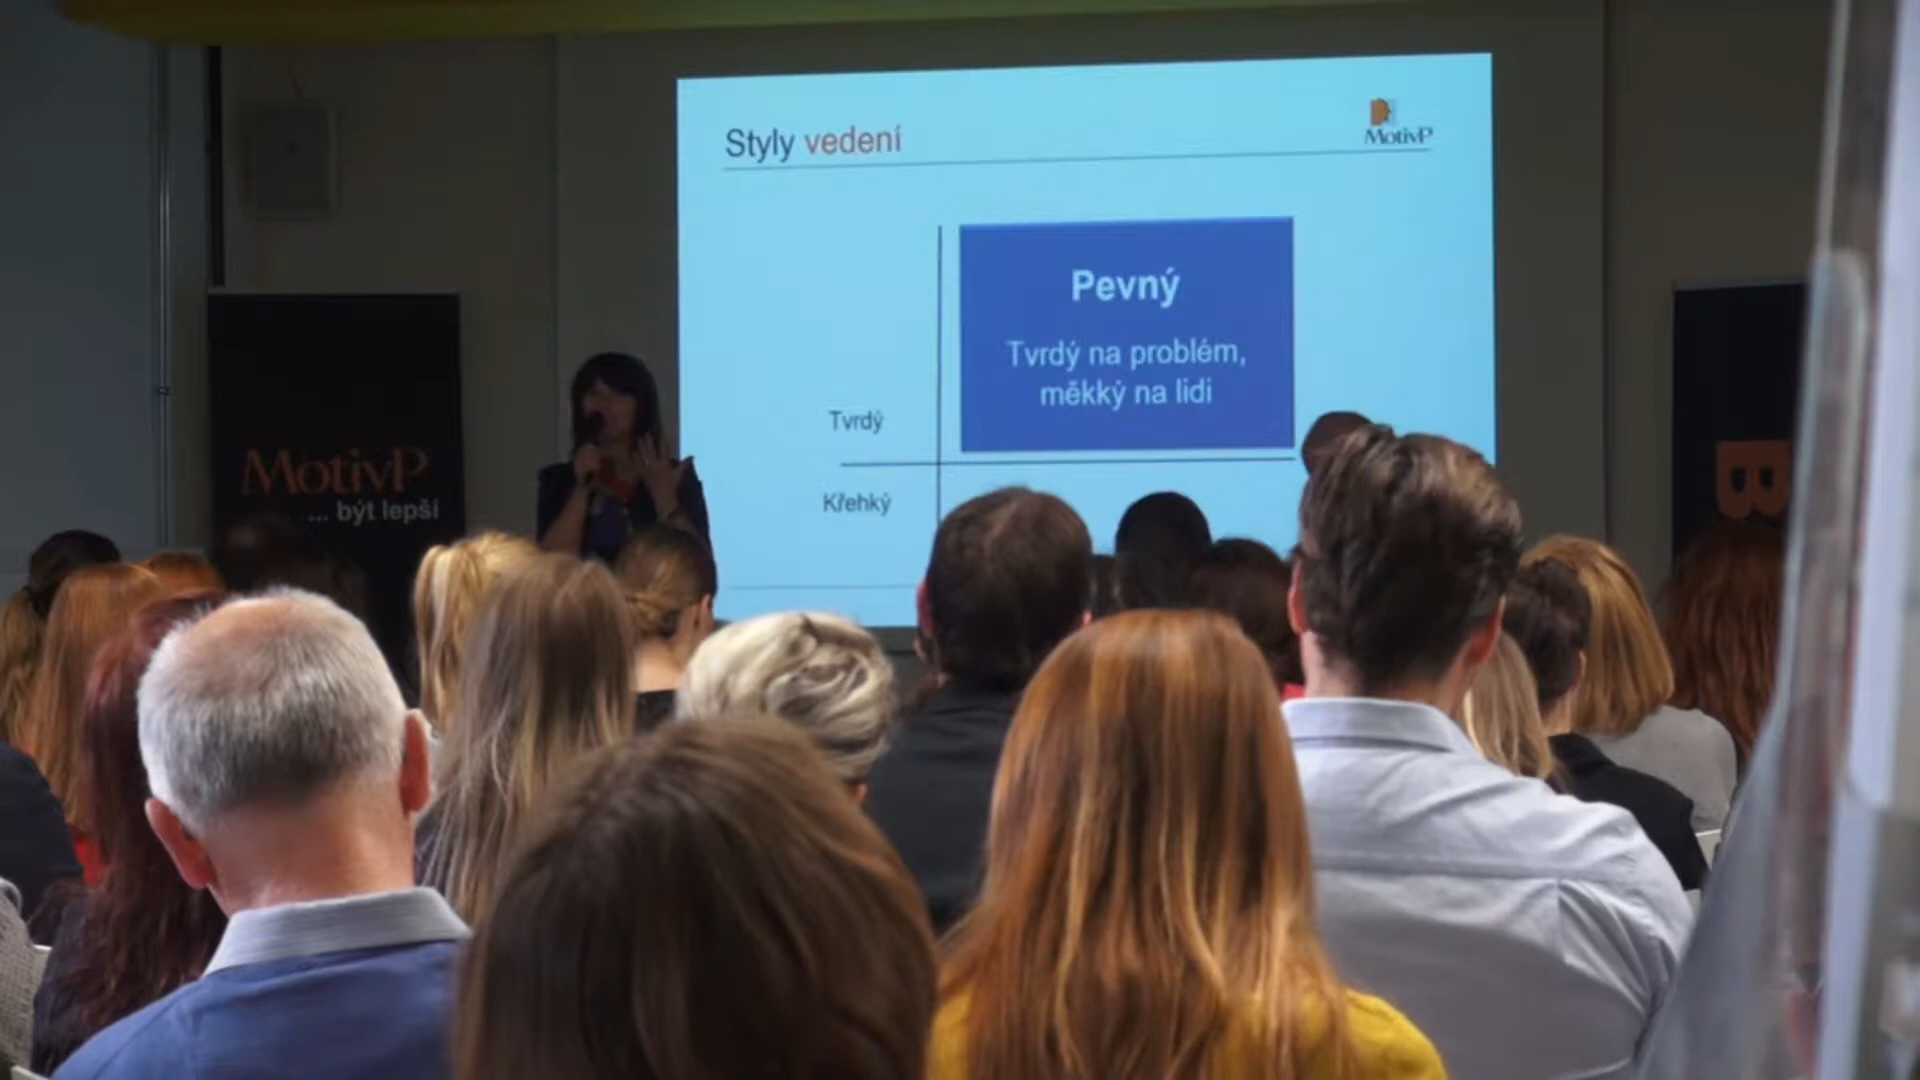 Styly vedení
MotivP
Pevný
Tvrdý na problém,
měkký na lidi
Tvrdý
Křehký
MotivP
... být lepší
B